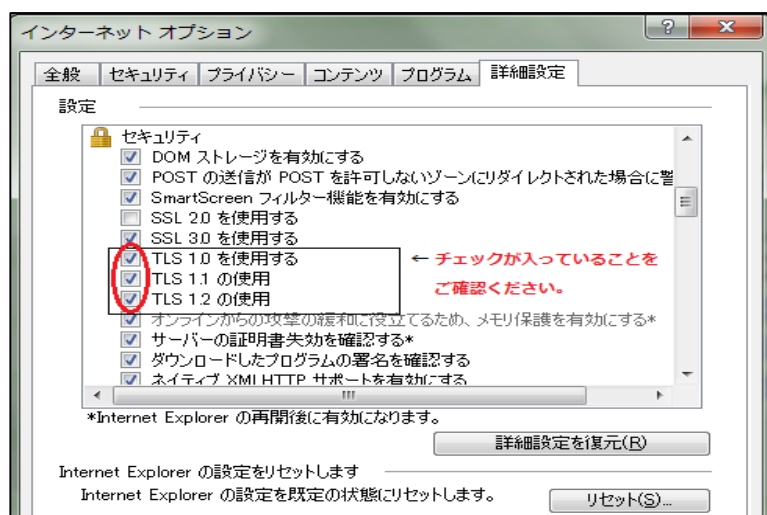 インターネット オプション
全般 セキュリティ プライバシー コンテンツ プログラム 詳細設定
設定
セキュリティ
DOM ストレージを有効にする
POST の送信が POST を許可しないゾーンにリダイレクトされた場合に警
SmartScreen フィルター機能を有効にする
SSL 2.0 を使用する
SSL 3.0 を使用する
TLS 1.0 を使用する ← チェックが入っていることを
TLS 1.1 の使用
ご確認ください。
TLS 1.2 の使用
オンラインからの攻撃の緩和に役立てるため、メモリ保護を有効にする*
サーバーの証明書失効を確認する*
ダウンロードしたプログラムの署名を確認する
ネイティブ XMLHTTP サポートを有効にする
*Internet Explorer の再開後に有効になります。
詳細設定を復元(R)
Internet Explorer の設定をリセットします
Internet Explorer の設定を既定の状態にリセットします。
リセット(S)...